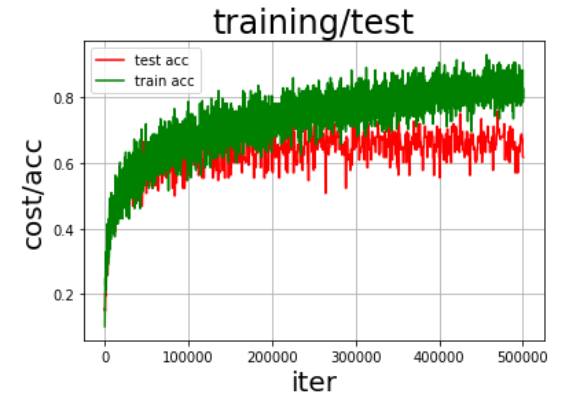 training/test
test acc
train acc
cost/acc
0.8
0.6
0.4
0.2
0 100000 200000 300000 400000 500000
iter